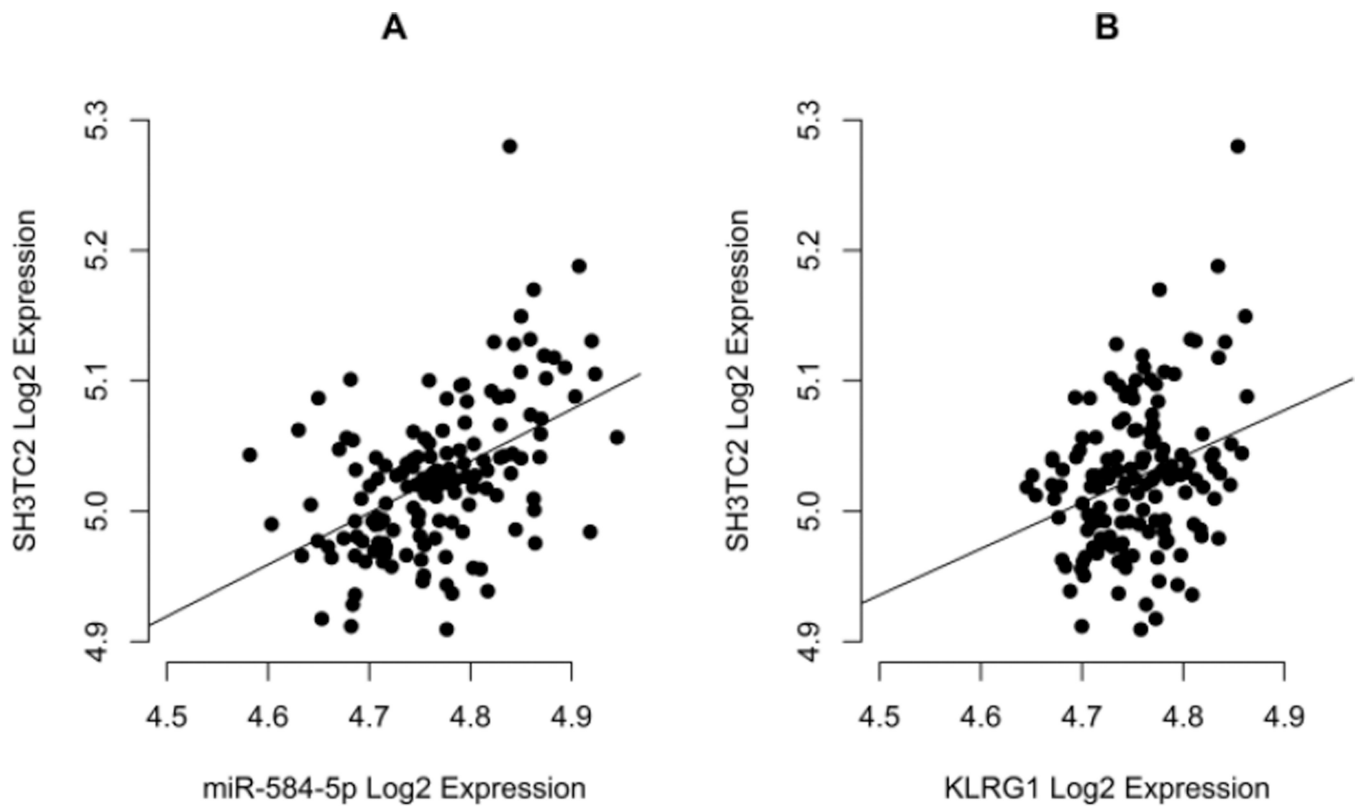 A
5.3
5.2
5.1
5.0
4.9
SH3TC2 Log2 Expression
4.5 4.6 4.7 4.8 4.9
miR-584-5p Log2 Expression
B
5.3
5.2
5.1
5.0
4.9
SH3TC2 Log2 Expression
4.5 4.6 4.7 4.8 4.9
KLRG1 Log2 Expression